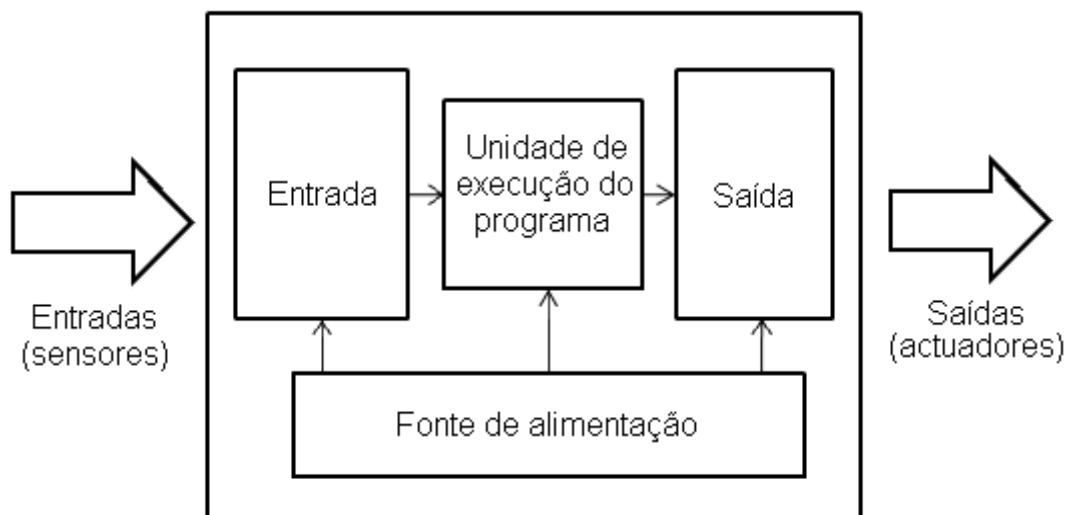 Entrada
Unidade de
execução do
programa
Saída
Entradas
(sensores)
Saídas
(actuadores)
Fonte de alimentação